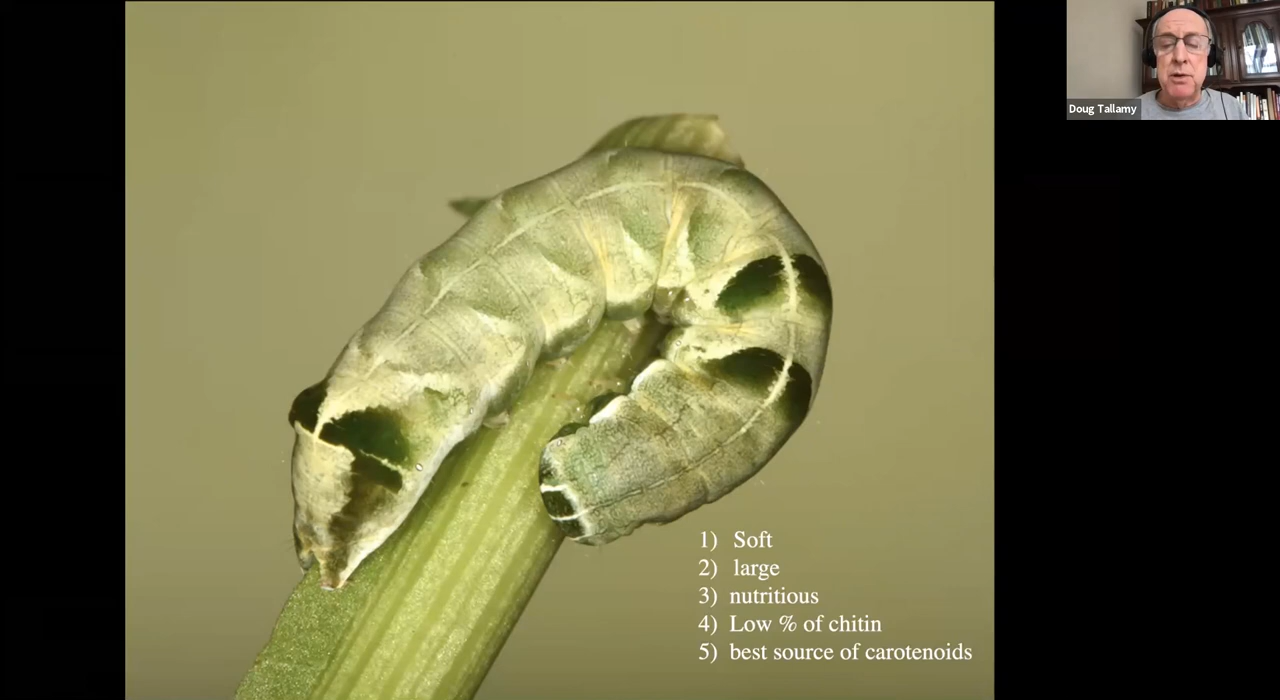 Doug Tallamy
1) Soft
2) large
3) nutritious
4) Low % of chitin
5) best source of carotenoids